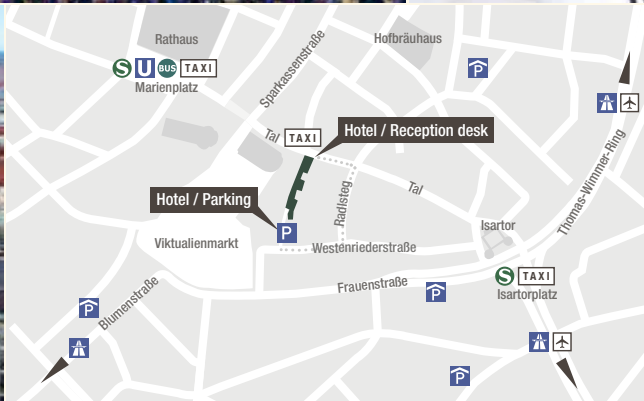 Rathaus
Hofbräuhaus
Sparkassenstraße
S U BUS TAXI
P
Marienplatz
Tal
TAXI
Hotel / Reception desk
Thomas-Wimmer-Ring
Radlsteg
Tal
Hotel / Parking
P
Isartor
Viktualienmarkt
Westenriederstraße
S TAXI
Frauenstraße
Isartorplatz
P
P
Blumenstraße
P